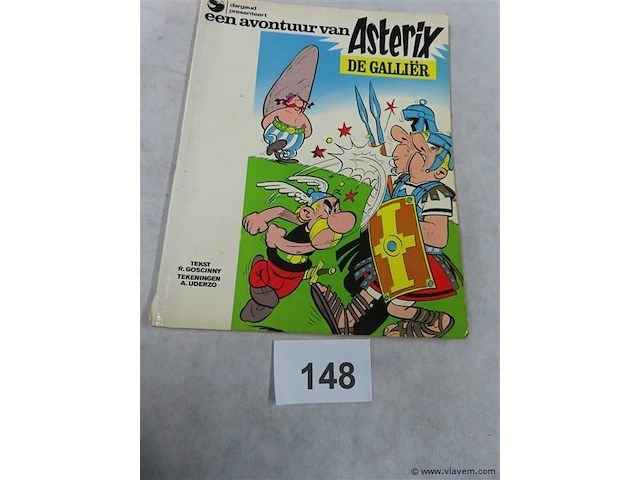 dargaud
presenteert
een avontuur van Asterix
DE GALLIËR
TEKST
R. GOSCINNY
TEKENINGEN
A. UDERZO
148
© www.vlavem.com